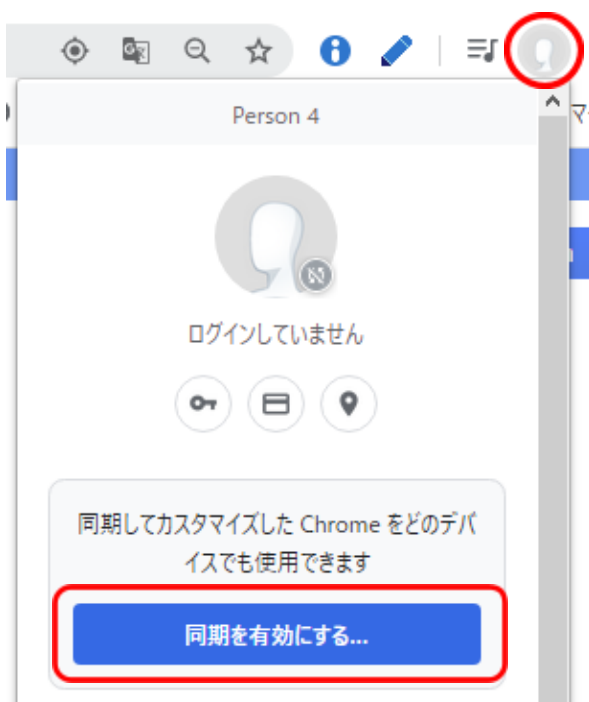 Person 4
マ
ログインしていません
同期してカスタマイズした Chrome をどのデバ
イスでも使用できます
同期を有効にする...